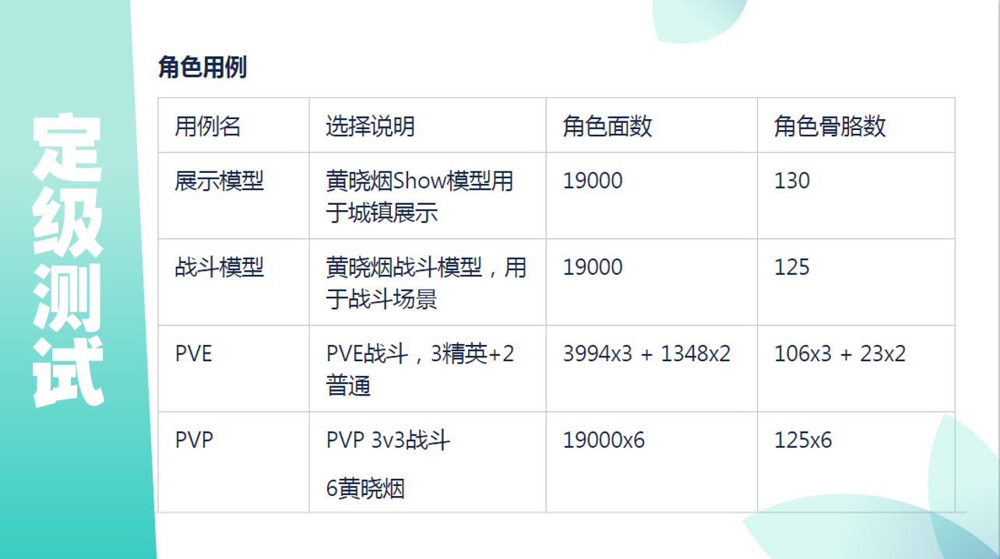 定级测试
角色用例
用例名 选择说明 角色面数 角色骨胳数
展示模型 黄晓烟Show模型用 19000 130
于城镇展示
战斗模型 黄晓烟战斗模型，用 19000 125
于战斗场景
PVE PVE战斗，3精英+2 3994x3 + 1348x2 106x3 + 23x2
普通
PVP PVP 3v3战斗 19000x6 125x6
6黄晓烟